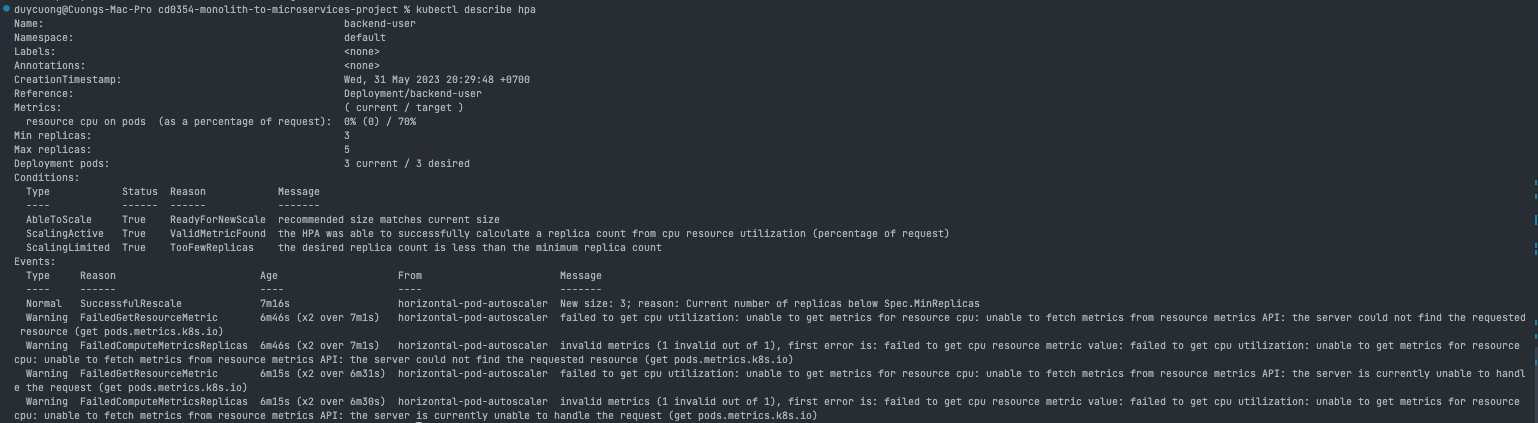 duycuong@Cuongs-Mac-Pro cd0354-monolith-to-microservices-project % kubectl describe hpa
Name:                                                  backend-user
Namespace:                                             default
Labels:                                                <none>
Annotations:                                           <none>
CreationTimestamp:                                     Wed, 31 May 2023 20:29:48 +0700
Reference:                                             Deployment/backend-user
Metrics:                                               ( current / target )
  resource cpu on pods  (as a percentage of request):  0% (0) / 70%
Min replicas:                                          3
Max replicas:                                          5
Deployment pods:                                       3 current / 3 desired
Conditions:
  Type            Status  Reason            Message
  ----            ------  ------            -------
  AbleToScale     True    ReadyForNewScale  recommended size matches current size
  ScalingActive   True    ValidMetricFound  the HPA was able to successfully calculate a replica count from cpu resource utilization (percentage of request)
  ScalingLimited  True    TooFewReplicas    the desired replica count is less than the minimum replica count
Events:
  Type     Reason                        Age                    From                       Message
  ----     ------                        ----                   ----                       -------
  Normal   SuccessfulRescale             7m16s                  horizontal-pod-autoscaler  New size: 3; reason: Current number of replicas below Spec.MinReplicas
  Warning  FailedGetResourceMetric       6m46s (x2 over 7m1s)   horizontal-pod-autoscaler  failed to get cpu utilization: unable to get metrics for resource cpu: unable to fetch metrics from resource metrics API: the server could not find the requested
 resource (get pods.metrics.k8s.io)
  Warning  FailedComputeMetricsReplicas  6m46s (x2 over 7m1s)   horizontal-pod-autoscaler  invalid metrics (1 invalid out of 1), first error is: failed to get cpu resource metric value: failed to get cpu utilization: unable to get metrics for resource
cpu: unable to fetch metrics from resource metrics API: the server could not find the requested resource (get pods.metrics.k8s.io)
  Warning  FailedGetResourceMetric       6m15s (x2 over 6m31s)  horizontal-pod-autoscaler  failed to get cpu utilization: unable to get metrics for resource cpu: unable to fetch metrics from resource metrics API: the server is currently unable to handl
e the request (get pods.metrics.k8s.io)
  Warning  FailedComputeMetricsReplicas  6m15s (x2 over 6m30s)  horizontal-pod-autoscaler  invalid metrics (1 invalid out of 1), first error is: failed to get cpu resource metric value: failed to get cpu utilization: unable to get metrics for resource
cpu: unable to fetch metrics from resource metrics API: the server is currently unable to handle the request (get pods.metrics.k8s.io)